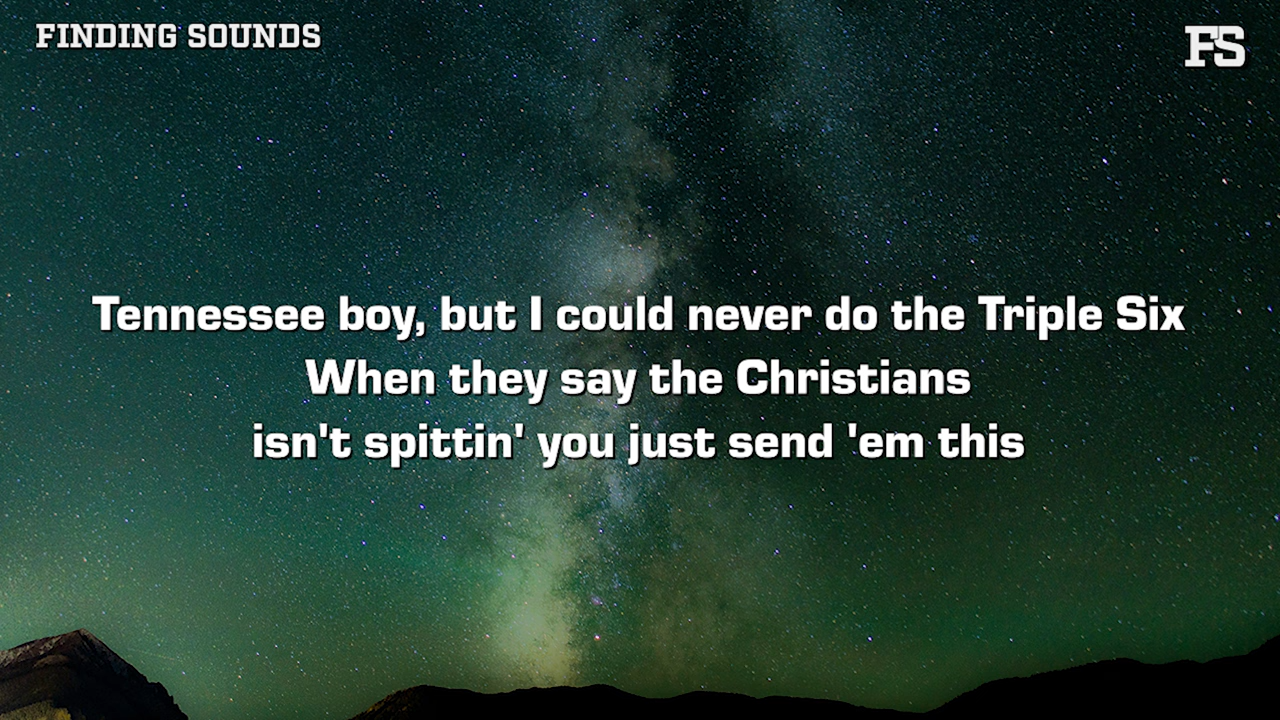 FINDING SOUNDS
FS
Tennessee boy, but I could never do the Triple Six
When they say the Christians
isn't spittin' you just send 'em this